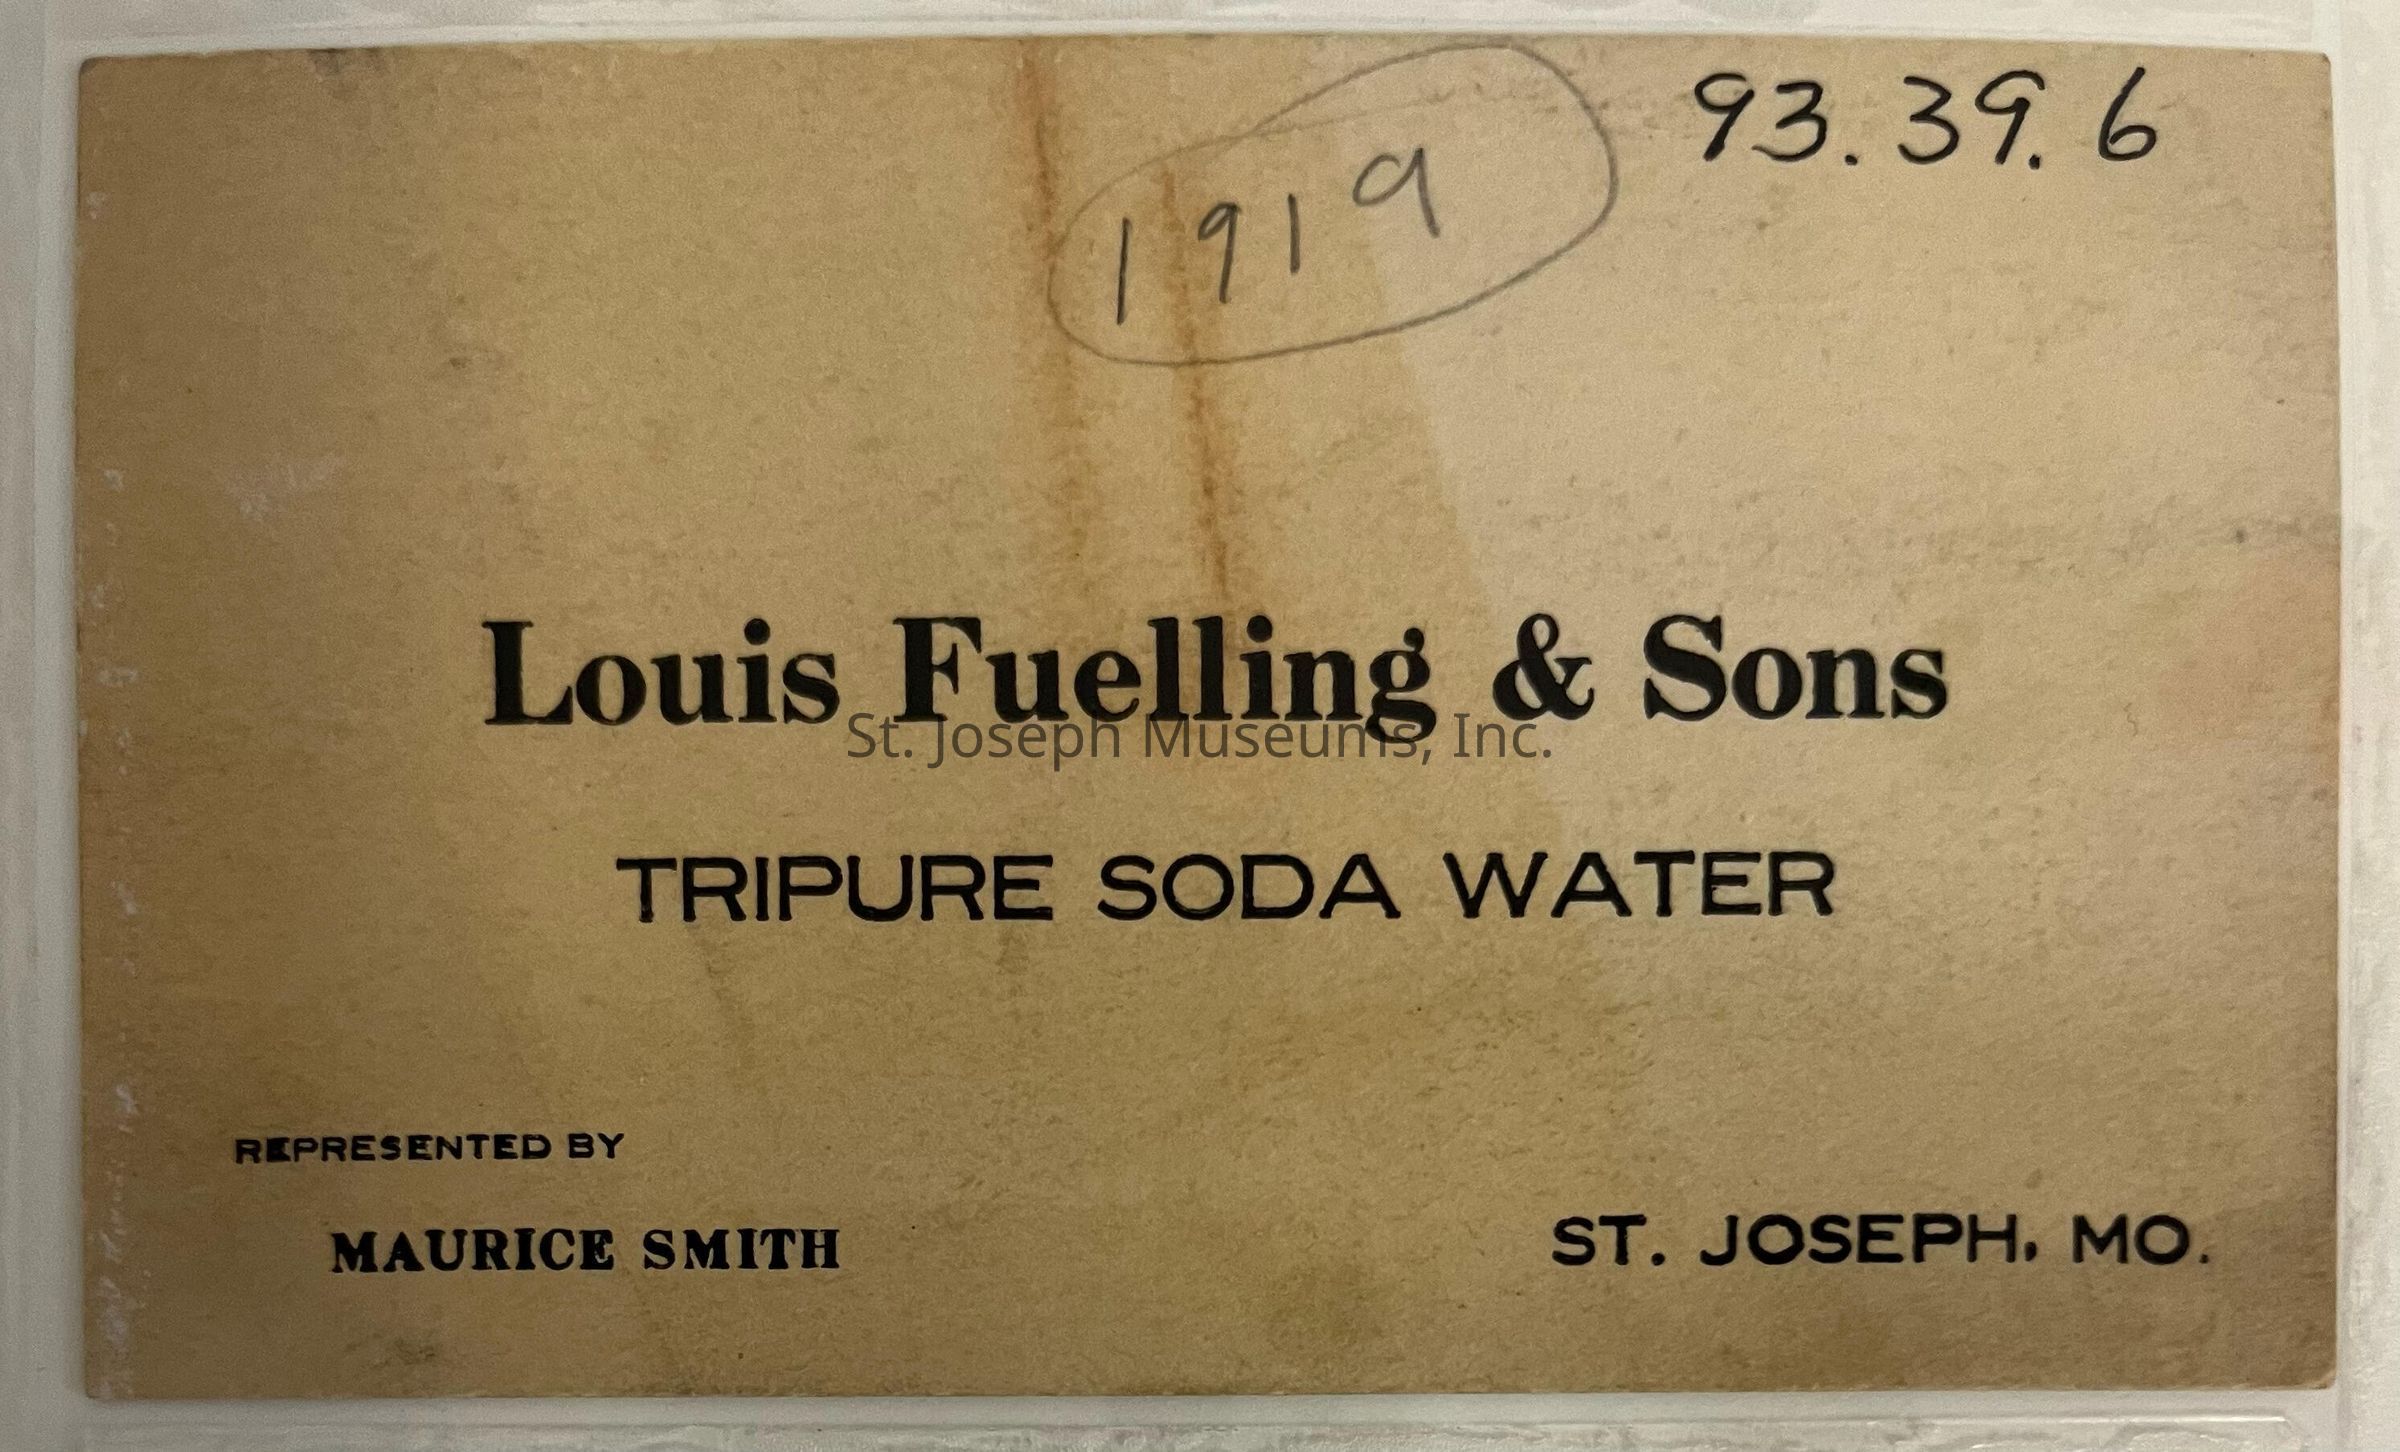 93.39.6
1919
Louis Fuelling & Sons
St. Joseph Museums, Inc.
TRIPURE SODA WATER
REPRESENTED BY
MAURICE SMITH
ST. JOSEPH, MO.